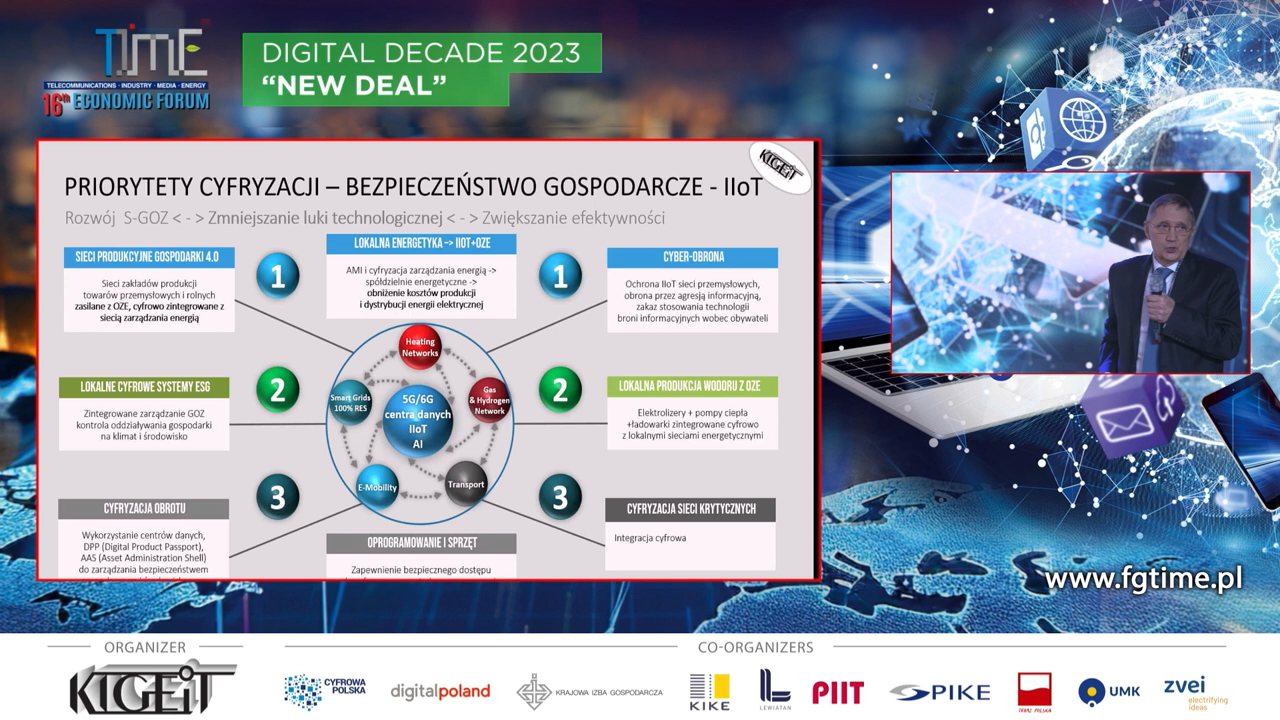 TIME
TELECOMMUNICATIONS · INDUSTRY · MEDIA · ENERGY
16th ECONOMIC FORUM
DIGITAL DECADE 2023
“NEW DEAL”
KIGEiT
PRIORYTETY CYFRYZACJI – BEZPIECZEŃSTWO GOSPODARCZE - IIoT
Rozwój S-GOZ < - > Zmniejszanie luki technologicznej < - > Zwiększanie efektywności
SIECI PRODUKCYJNE GOSPODARKI 4.0
Sieci zakładów produkcji
towarów przemysłowych i rolnych
zasilane z OZE, cyfrowo zintegrowane z
siecią zarządzania energią
1
LOKALNA ENERGETYKA –> IIOT+OZE
AMI i cyfryzacja zarządzania energią ->
spółdzielnie energetyczne ->
obniżenie kosztów produkcji
i dystrybucji energii elektrycznej
1
CYBER-OBRONA
Ochrona IIoT sieci przemysłowych,
obrona przez agresją informacyjną,
zakaz stosowania technologii
broni informacyjnych wobec obywateli
LOKALNE CYFROWE SYSTEMY ESG
Zintegrowane zarządzanie GOZ
kontrola oddziaływania gospodarki
na klimat i środowisko
2
Heating
Networks
Smart Grids
100% RES
5G/6G
centra danych
IIoT
AI
Gas
& Hydrogen
Network
E-Mobility
Transport
2
LOKALNA PRODUKCJA WODORU Z OZE
Elektrolizery + pompy ciepła
+ładowarki zintegrowane cyfrowo
z lokalnymi sieciami energetycznymi
CYFRYZACJA OBROTU
Wykorzystanie centrów danych,
DPP (Digital Product Passport),
AAS (Asset Administration Shell)
do zarządzania bezpieczeństwem
3
OPROGRAMOWANIE I SPRZĘT
Zapewnienie bezpiecznego dostępu
3
CYFRYZACJA SIECI KRYTYCZNYCH
Integracja cyfrowa
www.fgtime.pl
ORGANIZER
CO-ORGANIZERS
KIGEiT
CYFROWA
POLSKA
digitalpoland
KRAJOWA IZBA GOSPODARCZA
KIKE
LEWIATAN
PIIT
PIKE
TERAZ POLSKA
UMK
zvei
electrifying
ideas